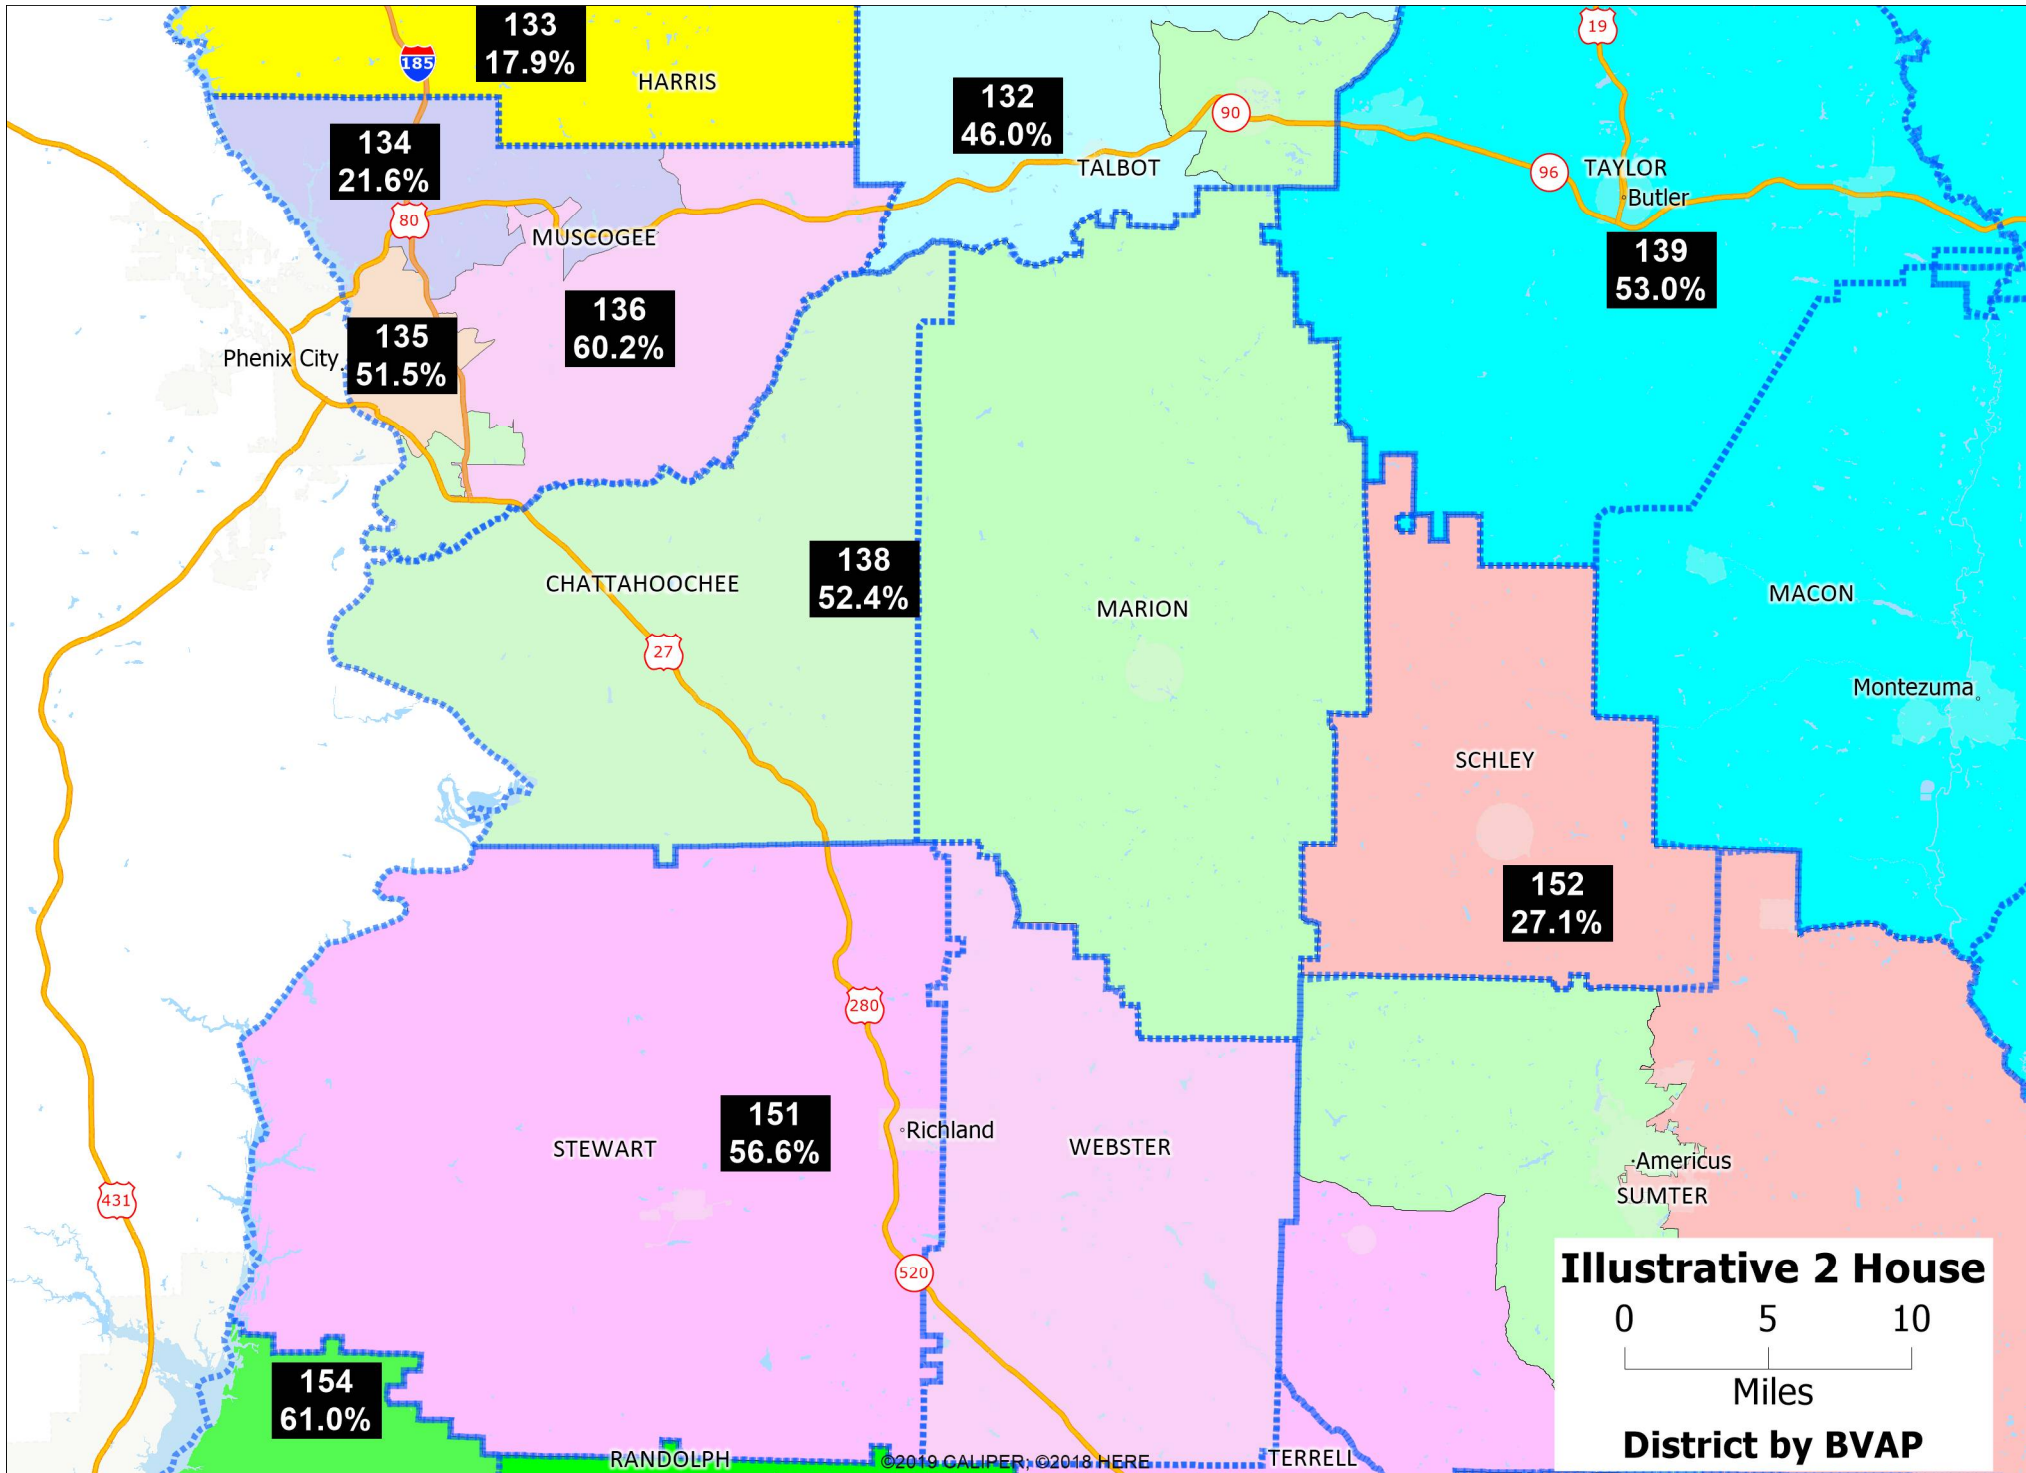 133
17.9%
185
HARRIS
19
132
46.0%
90
134
21.6%
TALBOT
96
TAYLOR
Butler
80
MUSCOGEE
139
53.0%
136
60.2%
135
51.5%
Phenix City
138
52.4%
CHATTAHOOCHEE
MARION
MACON
27
Montezuma
SCHLEY
152
27.1%
280
151
56.6%
Richland
STEWART
WEBSTER
Americus
SUMTER
431
520
Illustrative 2 House
0 5 10
Miles
District by BVAP
154
61.0%
RANDOLPH
©2019 CALIPER; ©2018 HERE
TERRELL